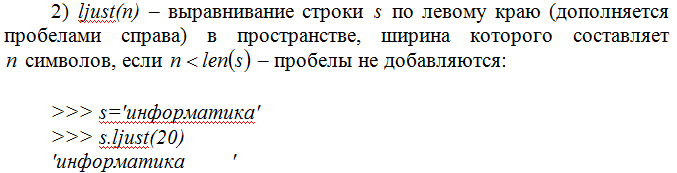 2) ljust(n) – выравнивание строки s по левому краю (дополняется
пробелами справа) в пространстве, ширина которого составляет
n символов, если n < len(s) – пробелы не добавляются:
>>> s='информатика'
>>> s.ljust(20)
'информатика         '